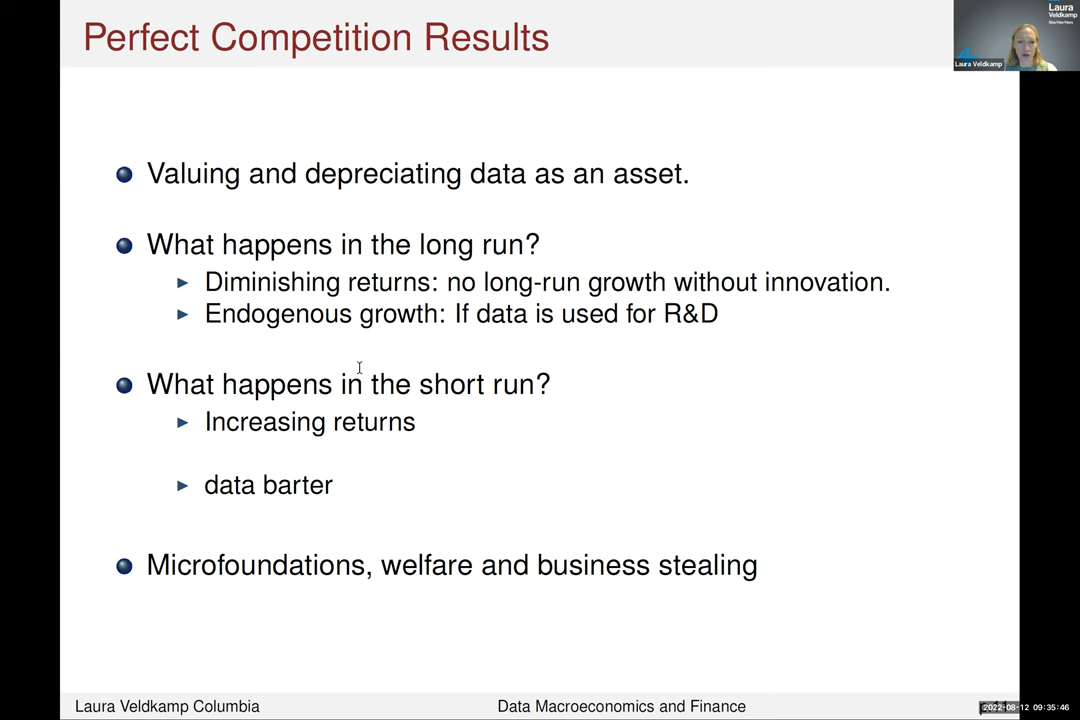 Perfect Competition Results
Laura
Veldkamp
Laura Veldkamp
Valuing and depreciating data as an asset.
What happens in the long run?
Diminishing returns: no long-run growth without innovation.
Endogenous growth: If data is used for R&D
What happens in the short run?
Increasing returns
data barter
Microfoundations, welfare and business stealing
Laura Veldkamp Columbia
Data Macroeconomics and Finance
2022-08-12 09:35:46